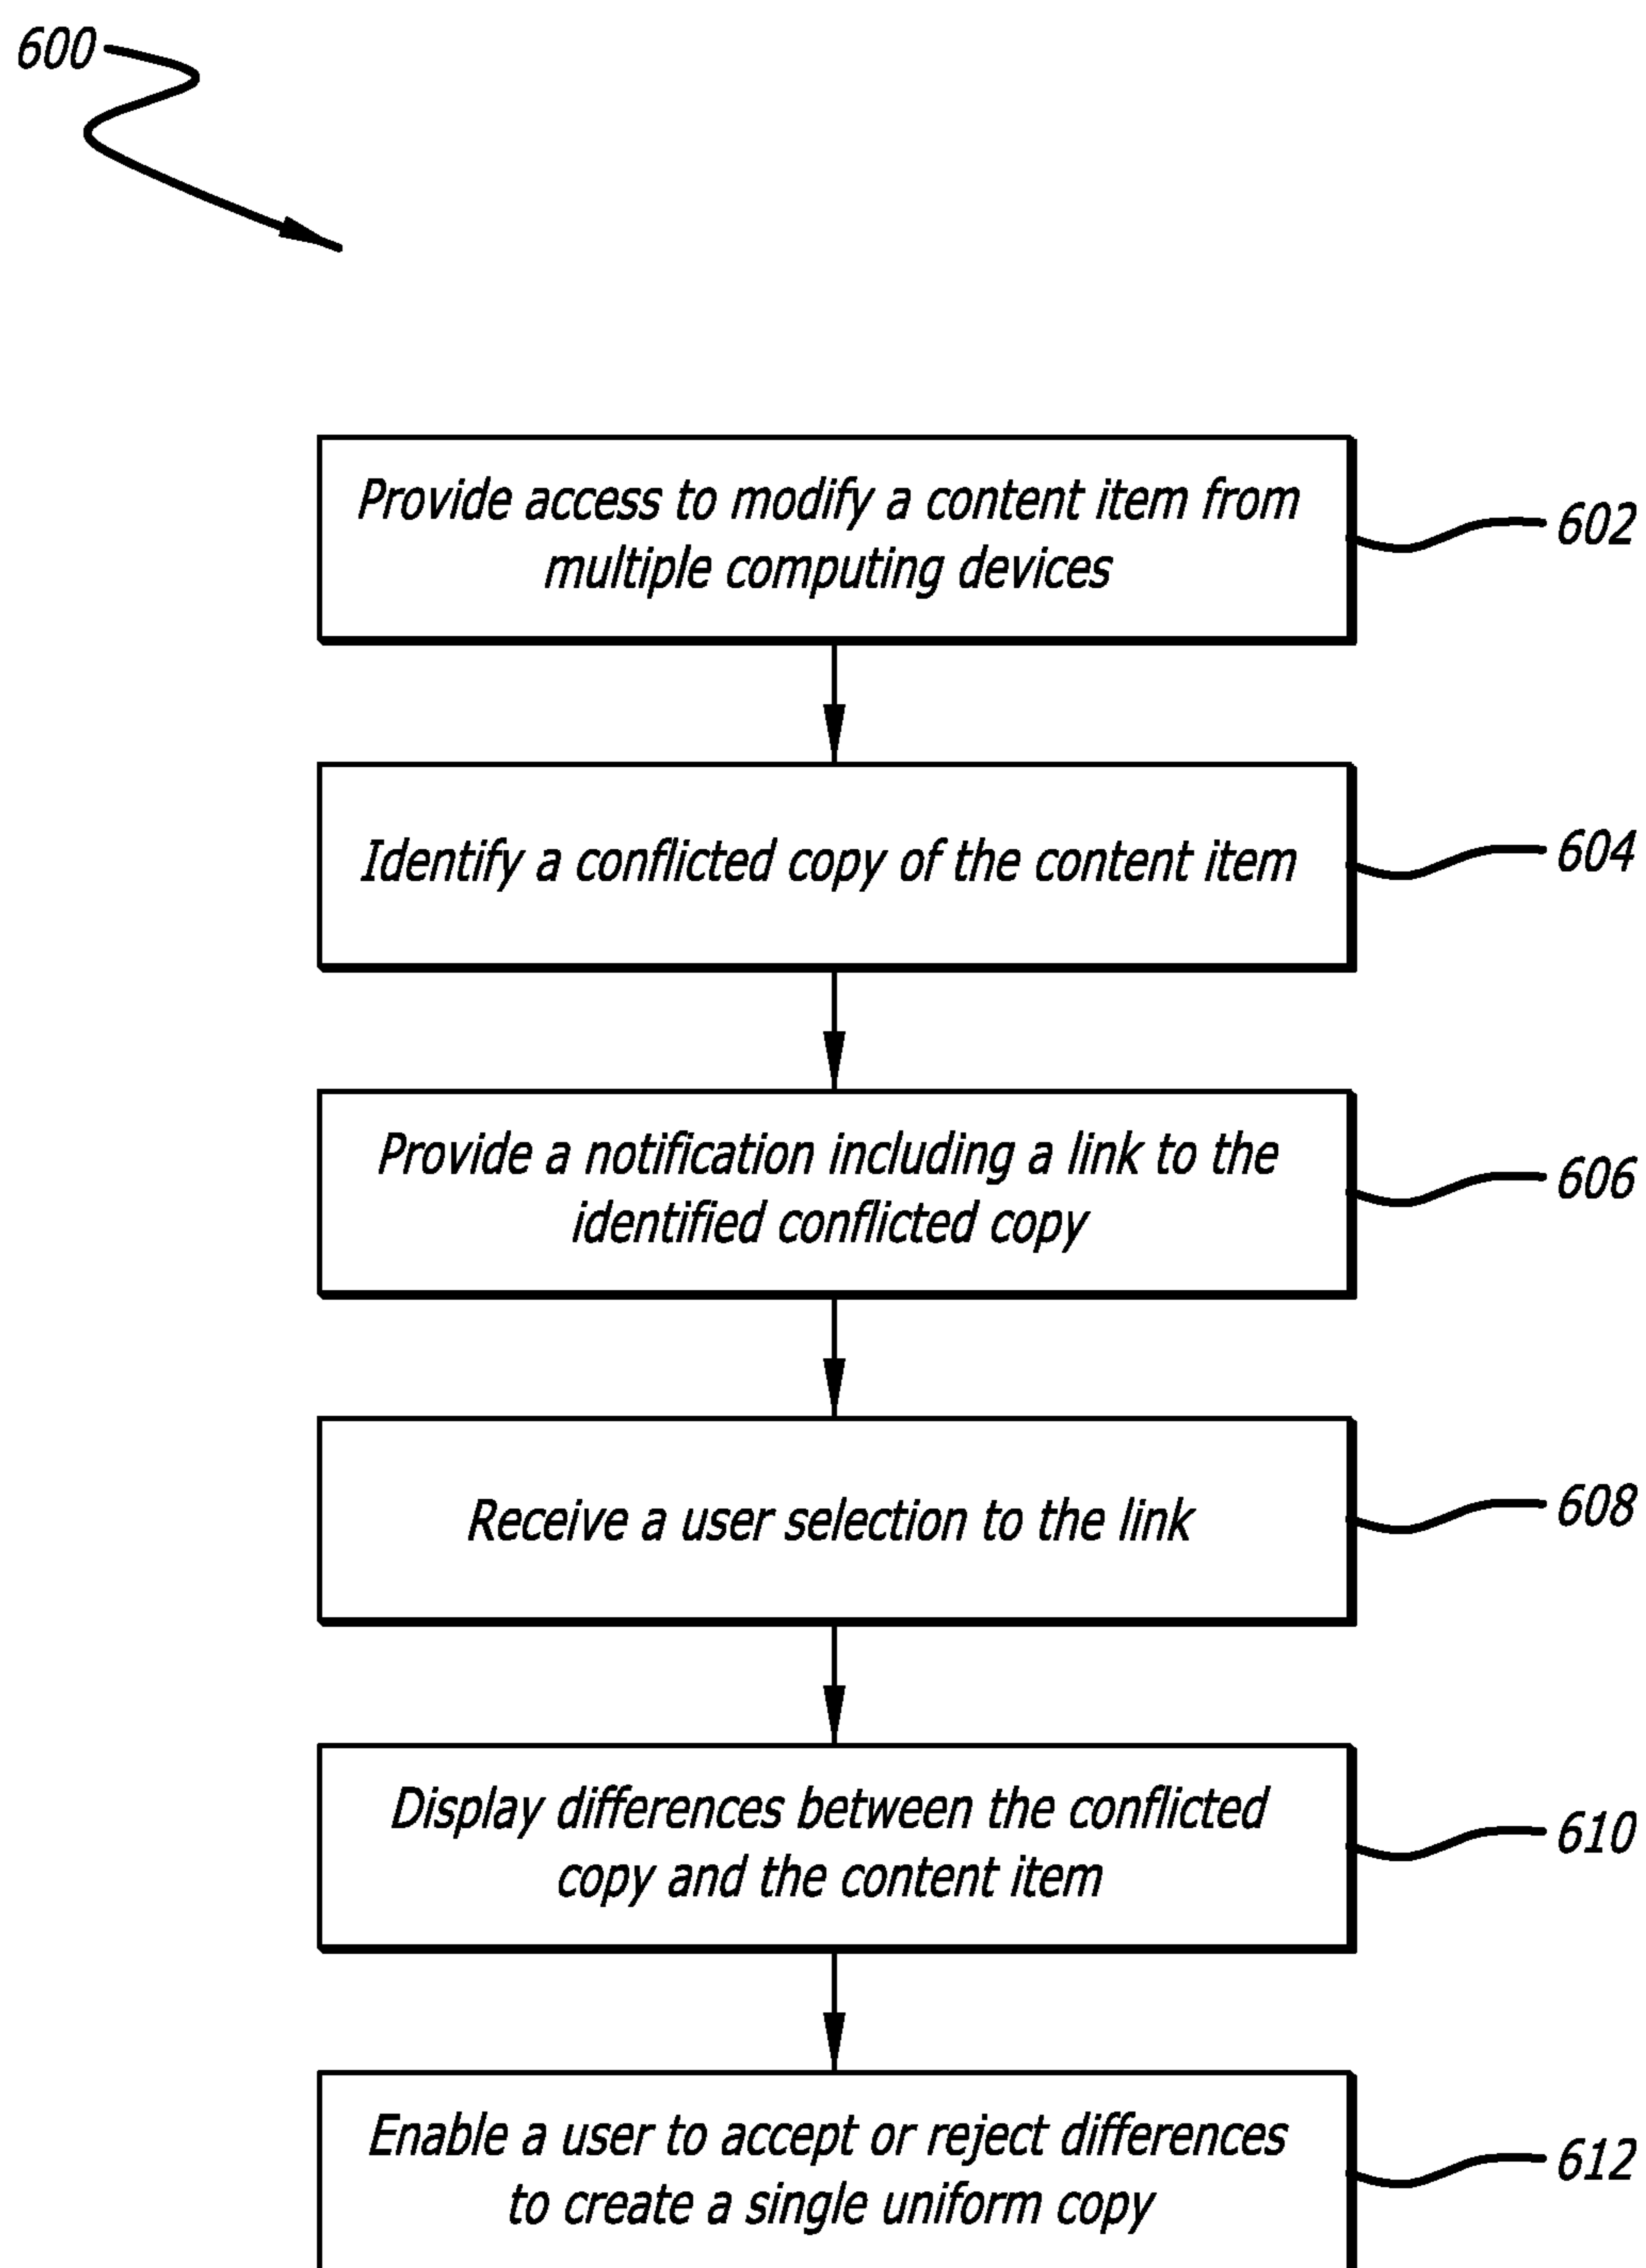 600
Provide access to modify a content item from
multiple computing devices
602
Identify a conflicted copy of the content item
604
Provide a notification including a link to the
identified conflicted copy
606
Receive a user selection to the link
608
Display differences between the conflicted
copy and the content item
610
Enable a user to accept or reject differences
to create a single uniform copy
612